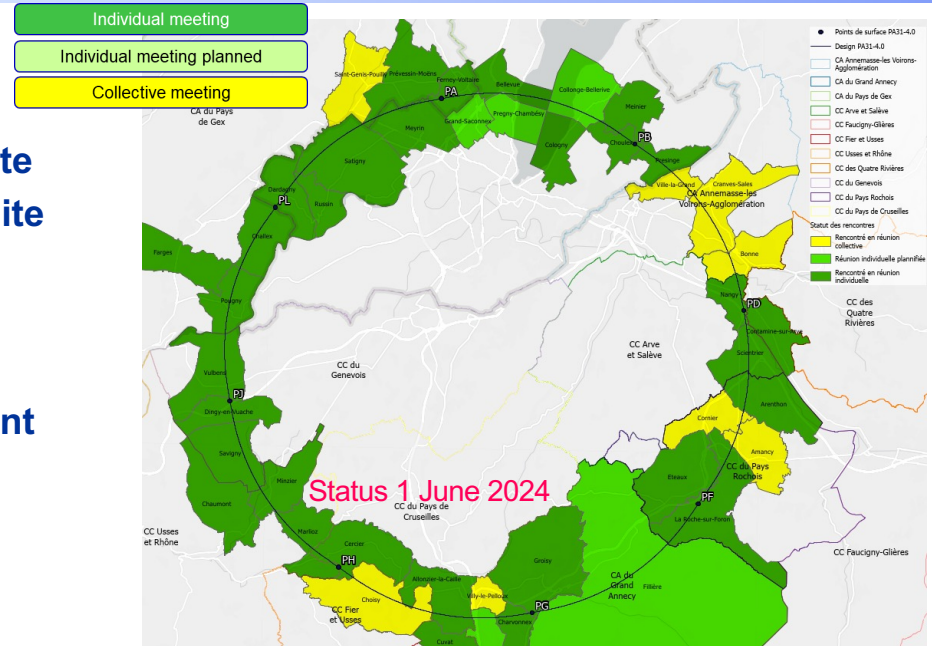 Individual meeting
Individual meeting planned
Collective meeting
te
ite
nt
CA du Pays
de Gex
Saint-Genis-Pouilly
Prévessin-Moëns
Ferney-Voltaire
PA
Bellevue
Collonge-Bellerive
Meyrin
Grand-Saconnex
Pregny-Chambésy
Meinier
Cologny
Choulex
PB
Presinge
Satigny
Dardagny
PL
Russin
Challex
Farges
Pougny
Ville-la-Grand
Cranves-Sales
CA Annemasse-les
Voirons-Agglomération
Bonne
Nangy
PD
Contamine-sur-Arve
Scientrier
Arenthon
CC des
Quatre
Rivières
CC Arve
et Salève
CC du
Genevois
Vulbens
PJ
Dingy-en-Vuache
Savigny
Chaumont
Minzier
Marlioz
Cercier
PH
Choisy
CC Fier
et Usses
CC Usses
et Rhône
Status 1 June 2024
CC du Pays de
Cruseilles
Allonzier-la-Caille
Villy-le-Pelloux
Cuvat
Charvonnex
PG
Groisy
CA du
Grand
Annecy
Fillière
Cornier
Amancy
CC du Pays
Rochois
Eteaux
PF
La Roche-sur-Foron
CC Faucigny-Glières
Points de surface PA31-4.0
Design PA31-4.0
CA Annemasse-les Voirons-
Agglomération
CA du Grand Annecy
CA du Pays de Gex
CC Arve et Salève
CC Faucigny-Glières
CC Fier et Usses
CC Usses et Rhône
CC des Quatre Rivières
CC du Genevois
CC du Pays Rochois
CC du Pays de Cruseilles
Statut des rencontres
Rencontré en réunion
collective
Réunion individuelle plannifiée
Rencontré en réunion
individuelle